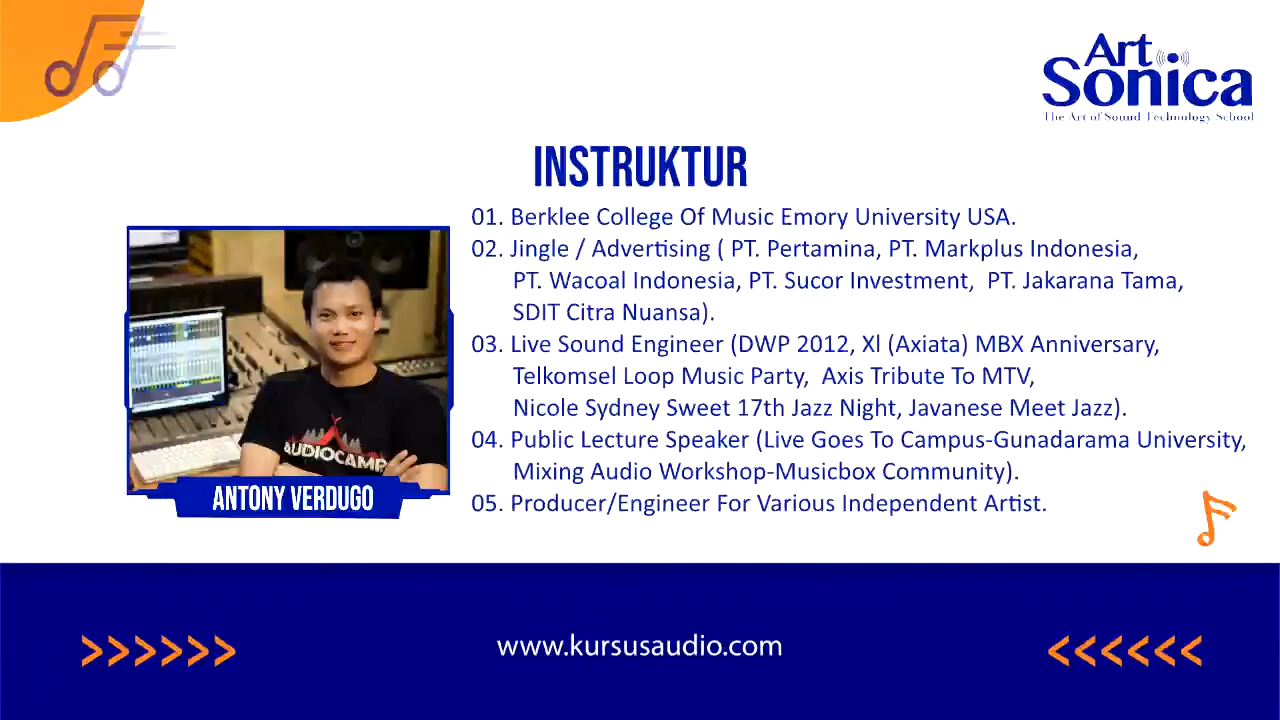 Art
Sonica
The Art of Sound Technology School
INSTRUKTUR
01. Berklee College Of Music Emory University USA.
02. Jingle / Advertising ( PT. Pertamina, PT. Markplus Indonesia,
PT. Wacoal Indonesia, PT. Sucor Investment, PT. Jakarana Tama,
SDIT Citra Nuansa).
03. Live Sound Engineer (DWP 2012, Xl (Axiata) MBX Anniversary,
Telkomsel Loop Music Party, Axis Tribute To MTV,
Nicole Sydney Sweet 17th Jazz Night, Javanese Meet Jazz).
04. Public Lecture Speaker (Live Goes To Campus-Gunadarama University,
Mixing Audio Workshop-Musicbox Community).
05. Producer/Engineer For Various Independent Artist.
AUDIOCAMP
ANTONY VERDUGO
www.kursusaudio.com